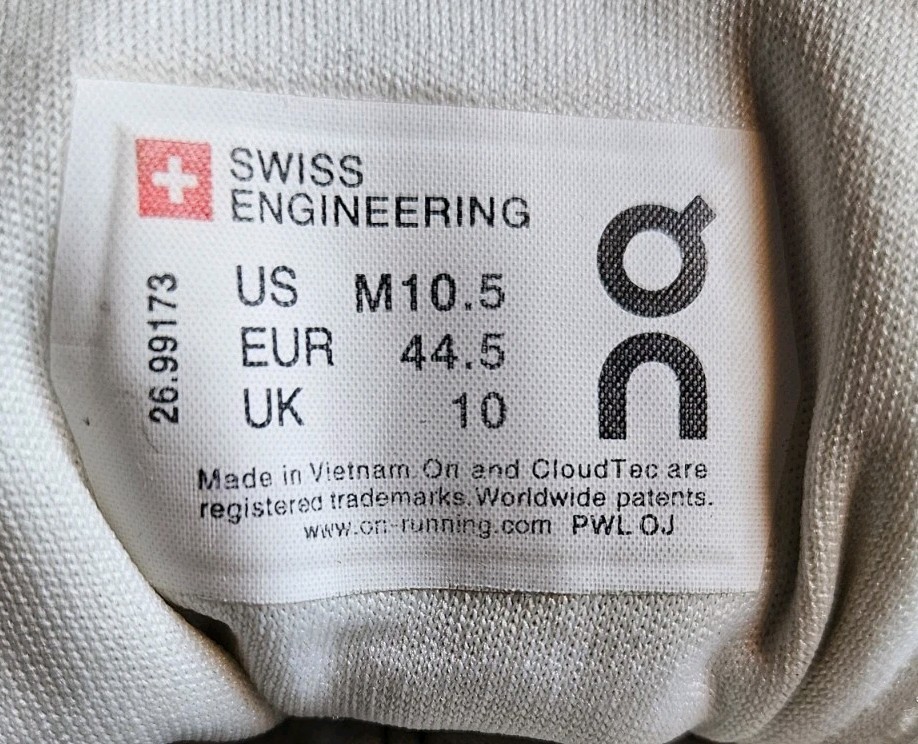 SWISS
ENGINEERING
US M10.5
EUR 44.5
UK 10
26.99173
On
Made in Vietnam. On and CloudTec are
registered trademarks. Worldwide patents.
www.on-running.com PWL OJ